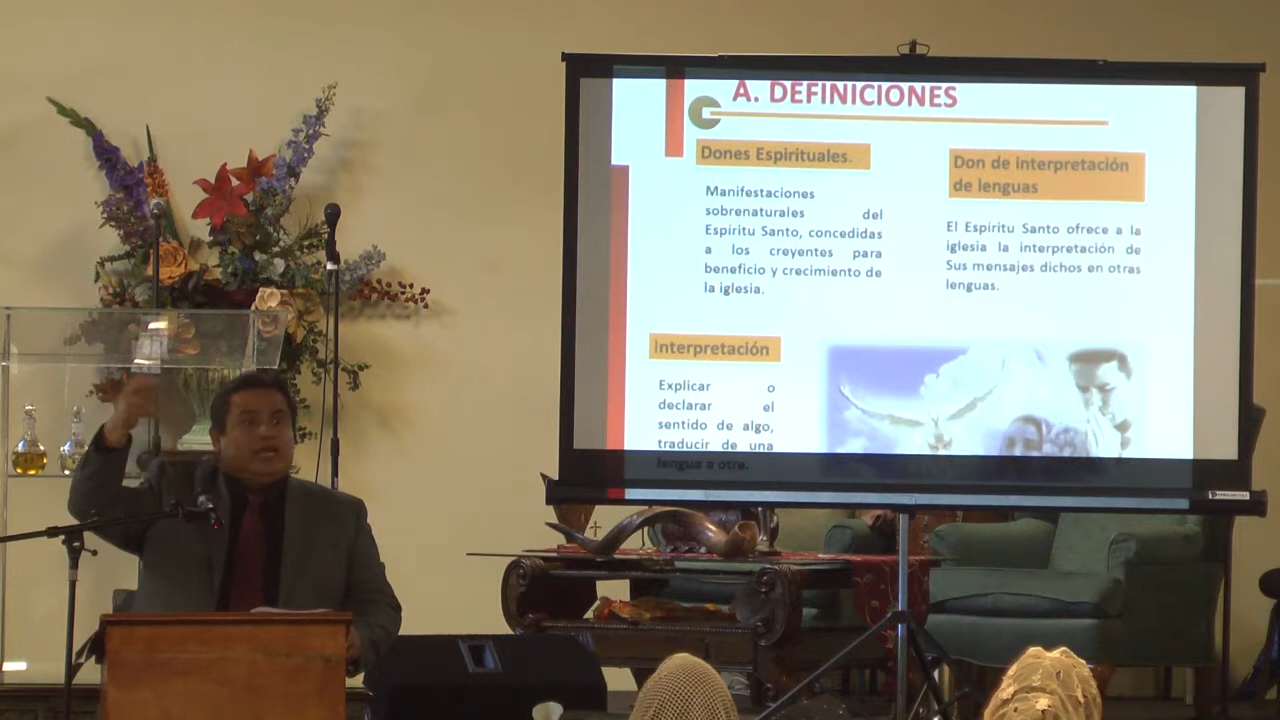 A. DEFINICIONES
Dones Espirituales.
Manifestaciones
sobrenaturales del
Espíritu Santo, concedidas
a los creyentes para
beneficio y crecimiento de
la iglesia.
Don de interpretación
de lenguas
El Espíritu Santo ofrece a la
iglesia la interpretación de
Sus mensajes dichos en otras
lenguas.
Interpretación
Explicar o
declarar el
sentido de algo,
traducir de una
lengua a otra.